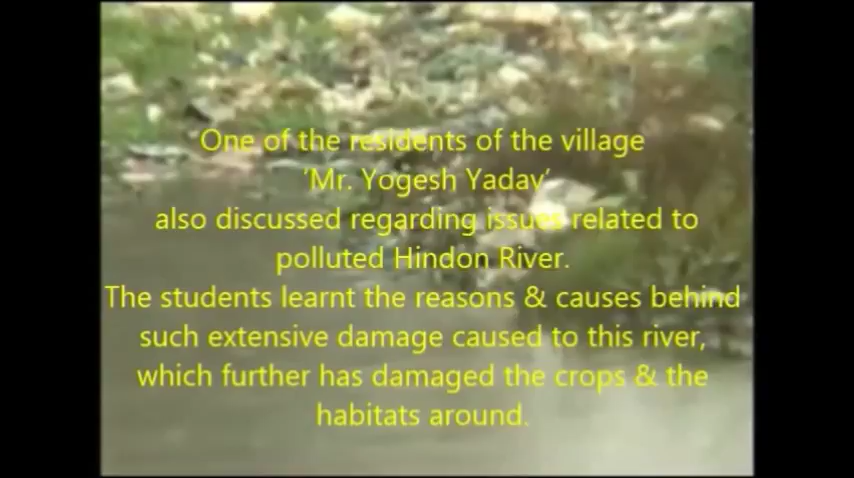 One of the residents of the village
'Mr. Yogesh Yadav'
also discussed regarding issues related to
polluted Hindon River.
The students learnt the reasons & causes behind
such extensive damage caused to this river,
which further has damaged the crops & the
habitats around.